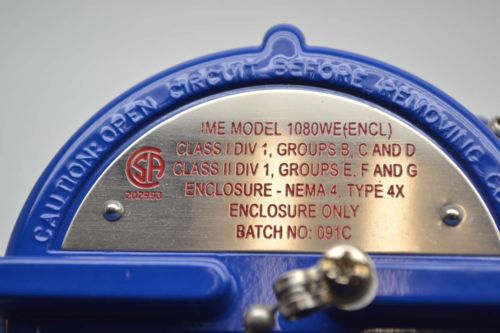 CAUTION: OPEN CIRCUIT BEFORE REMOVING
IME MODEL 1080WE(ENCL)
CLASS I DIV 1, GROUPS B, C AND D
CLASS II DIV 1, GROUPS E, F AND G
ENCLOSURE - NEMA 4, TYPE 4X
ENCLOSURE ONLY
BATCH NO: 091C
SA
202993